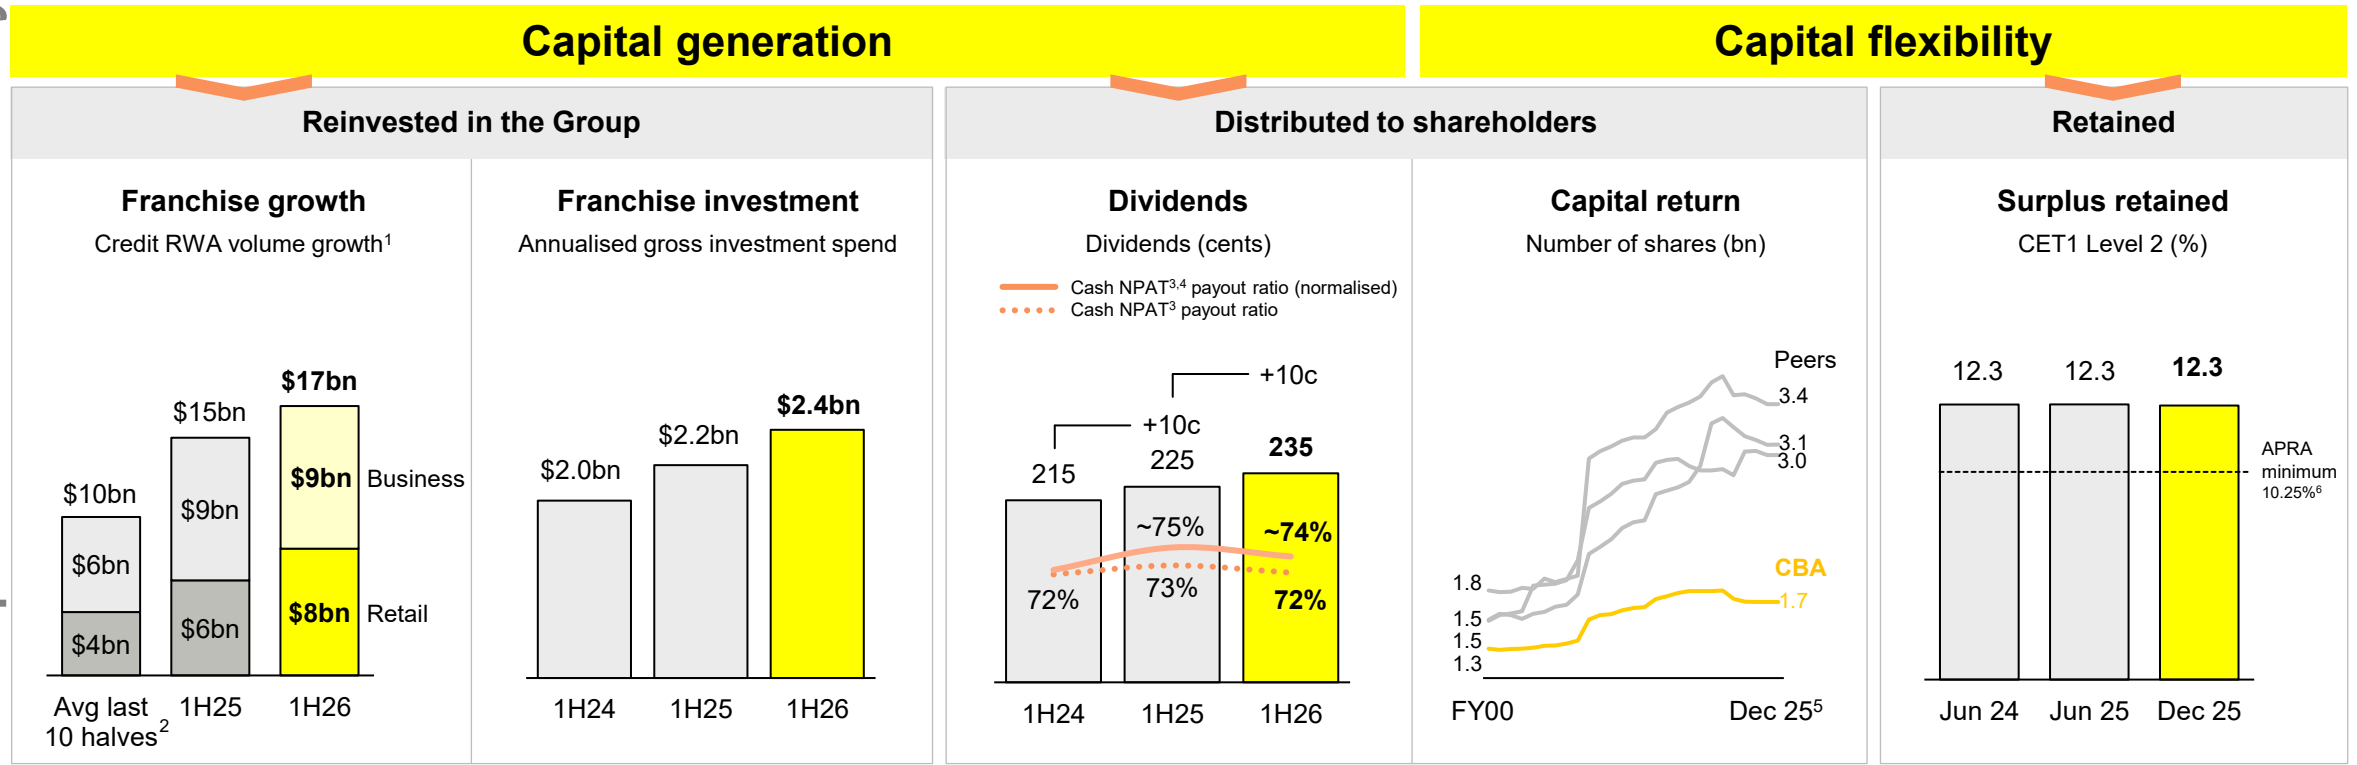 Capital generation
Capital flexibility
Reinvested in the Group
Distributed to shareholders
Retained
Franchise growth
Credit RWA volume growth¹
$10bn
$6bn
$4bn
$15bn
$9bn
$6bn
$17bn
$9bn
$8bn
Business
Retail
Avg last
10 halves²
1H25
1H26
Franchise investment
Annualised gross investment spend
$2.0bn
$2.2bn
$2.4bn
1H24
1H25
1H26
Dividends
Dividends (cents)
Cash NPAT³,⁴ payout ratio (normalised)
Cash NPAT³ payout ratio
+10c
+10c
215
225
235
~75%
~74%
72%
73%
72%
1H24
1H25
1H26
Capital return
Number of shares (bn)
Peers
3.4
3.1
3.0
CBA
1.7
1.8
1.5
1.5
1.3
FY00
Dec 25⁵
Surplus retained
CET1 Level 2 (%)
12.3
12.3
12.3
APRA
minimum
10.25%⁶
Jun 24
Jun 25
Dec 25